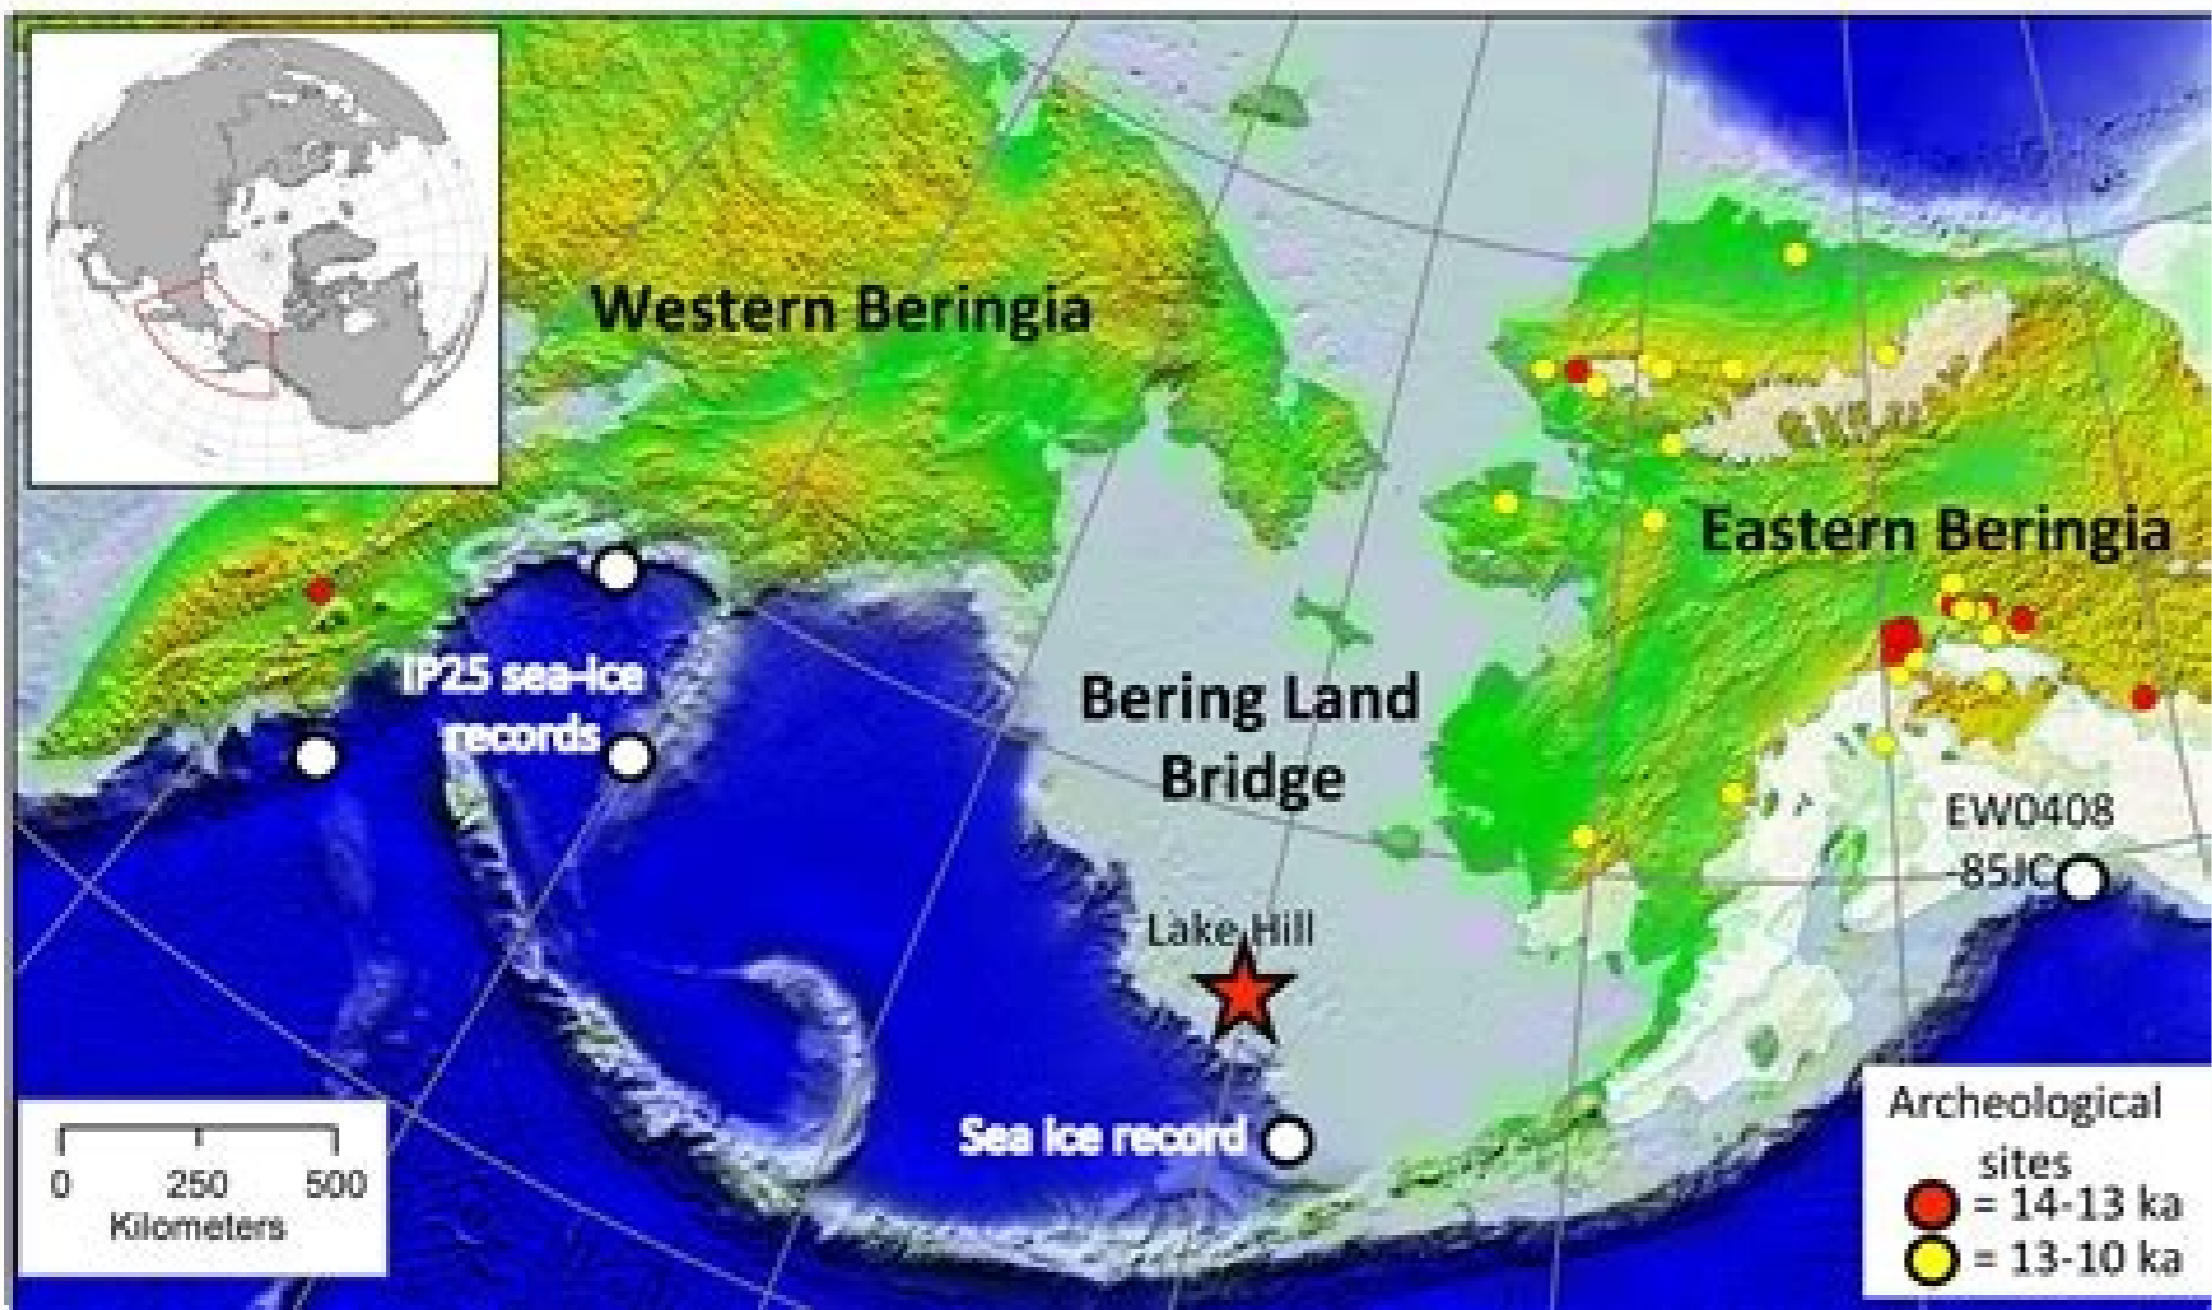 Western Beringia
Eastern Beringia
IP25 sea-ice
records
Bering Land
Bridge
EW0408
-85JC
Lake Hill
Sea Ice record
0 250 500
Kilometers
Archeological
sites
= 14-13 ka
= 13-10 ka